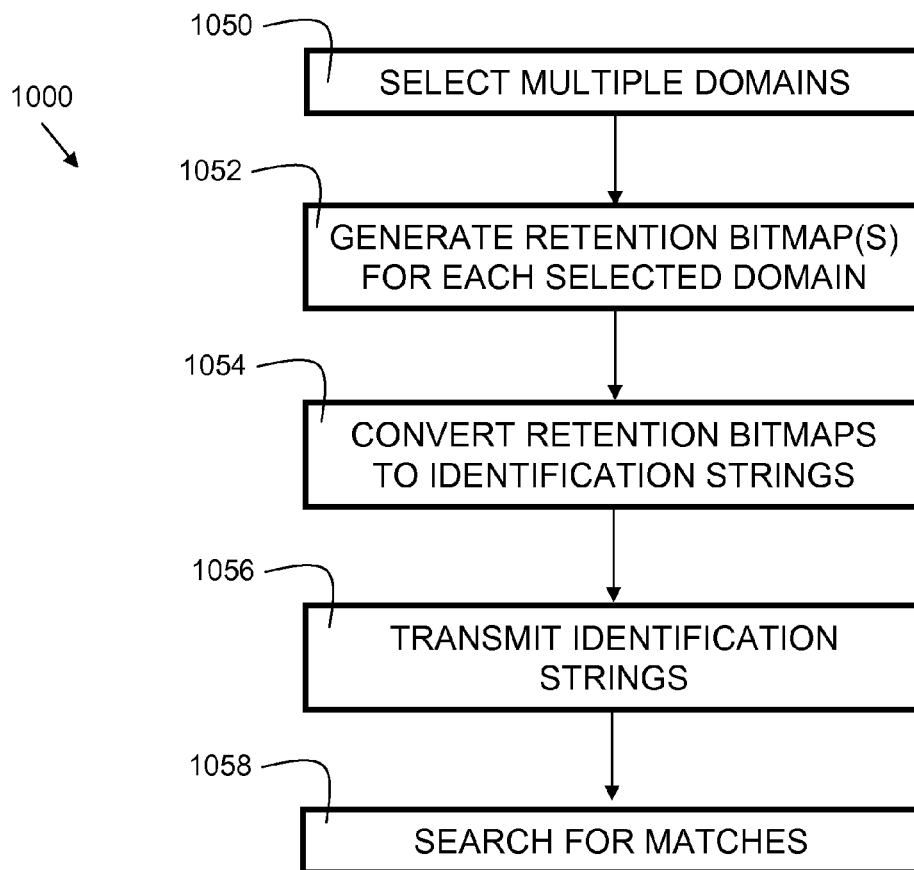 1050
SELECT MULTIPLE DOMAINS
1000
1052
GENERATE RETENTION BITMAP(S)
FOR EACH SELECTED DOMAIN
1054
CONVERT RETENTION BITMAPS
TO IDENTIFICATION STRINGS
1056
TRANSMIT IDENTIFICATION
STRINGS
1058
SEARCH FOR MATCHES